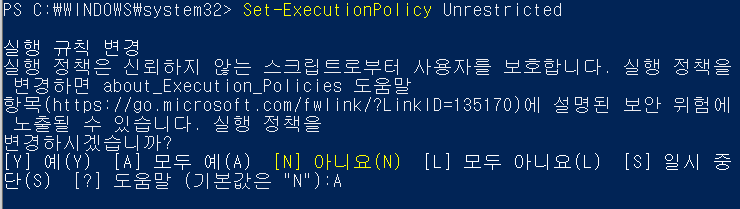 PS C:₩WINDOWS₩system32> Set-ExecutionPolicy Unrestricted
실행 규칙 변경
실행 정책은 신뢰하지 않는 스크립트로부터 사용자를 보호합니다. 실행 정책을
변경하면 about_Execution_Policies 도움말
항목(https://go.microsoft.com/fwlink/?LinkID=135170)에 설명된 보안 위험에
노출될 수 있습니다. 실행 정책을
변경하시겠습니까?
[Y] 예(Y) [A] 모두 예(A) [N] 아니요(N) [L] 모두 아니요(L) [S] 일시 중
단(S) [?] 도움말 (기본값은 "N"):A